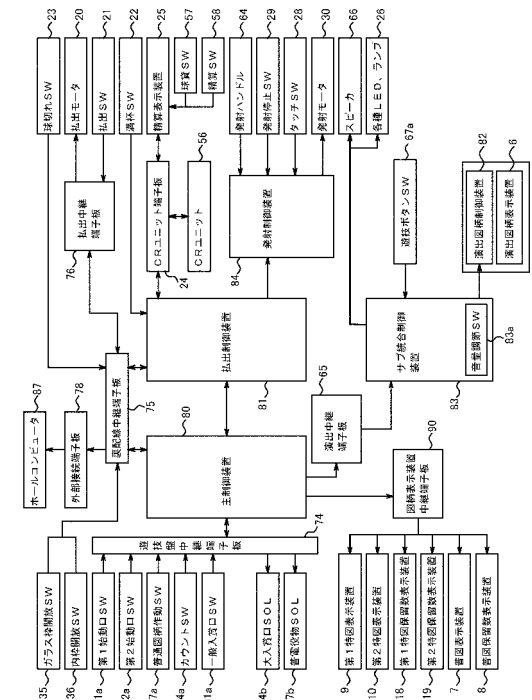 23
球切れSW
20
払出モータ
21
払出SW
22
満杯SW
25
精算表示装置
57
球貸SW
58
精算SW
64
発射ハンドル
29
発射停止SW
28
タッチSW
30
発射モータ
66
スピーカ
26
各種LED、ランプ
払出中継
端子板
76
CRユニット端子板
24
56
CRユニット
発射制御装置
84
67a
遊技ボタンSW
82
演出図柄制御装置
6
演出図柄表示装置
87
ホールコンピュータ
78
外部接続端子板
裏配線中継端子板
75
払出制御装置
81
サブ統合制御
装置
音量調節SW
83
83a
80
主制御装置
65
演出中継
端子板
90
図柄表示装置
中継端子板
74
遊技盤中継端子板
35
ガラス枠開放SW
36
内枠開放SW
1a
第1始動口SW
2a
第2始動口SW
7a
普通図柄作動SW
4a
カウントSW
1a
一般入賞口SW
4b
大入賞口SOL
7b
普電役物SOL
9
第1特図表示装置
10
第2特図表示装置
18
第1特図保留数表示装置
19
第2特図保留数表示装置
7
普図表示装置
8
普図保留数表示装置